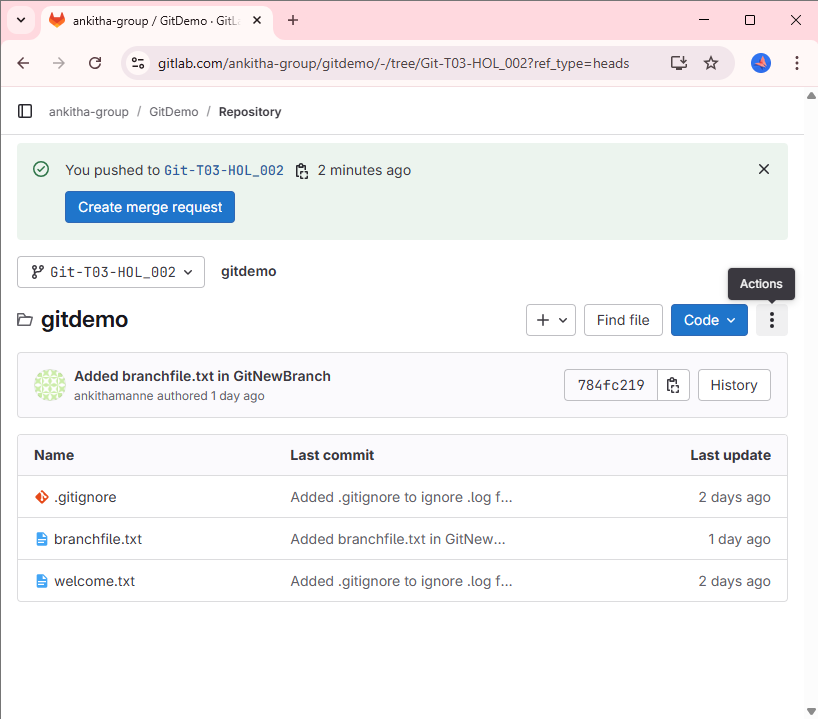 ankitha-group / GitDemo · GitLa
gitlab.com/ankitha-group/gitdemo/-/tree/Git-T03-HOL_002?ref_type=heads
ankitha-group / GitDemo / Repository
You pushed to Git-T03-HOL_002 2 minutes ago
Create merge request
Git-T03-HOL_002 gitdemo
Actions
gitdemo + Find file Code
Added branchfile.txt in GitNewBranch
ankithamanne authored 1 day ago
784fc219 History
Name Last commit Last update
.gitignore Added .gitignore to ignore .log f... 2 days ago
branchfile.txt Added branchfile.txt in GitNew... 1 day ago
welcome.txt Added .gitignore to ignore .log f... 2 days ago